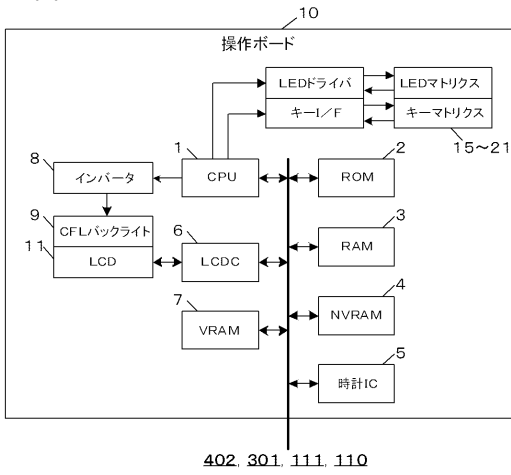 10
操作ボード
LEDドライバ
LEDマトリクス
キーI/F
キーマトリクス
15~21
8
インバータ
1
CPU
2
ROM
9
CFLバックライト
11
LCD
6
LCDC
3
RAM
7
VRAM
4
NVRAM
5
時計IC
402, 301, 111, 110